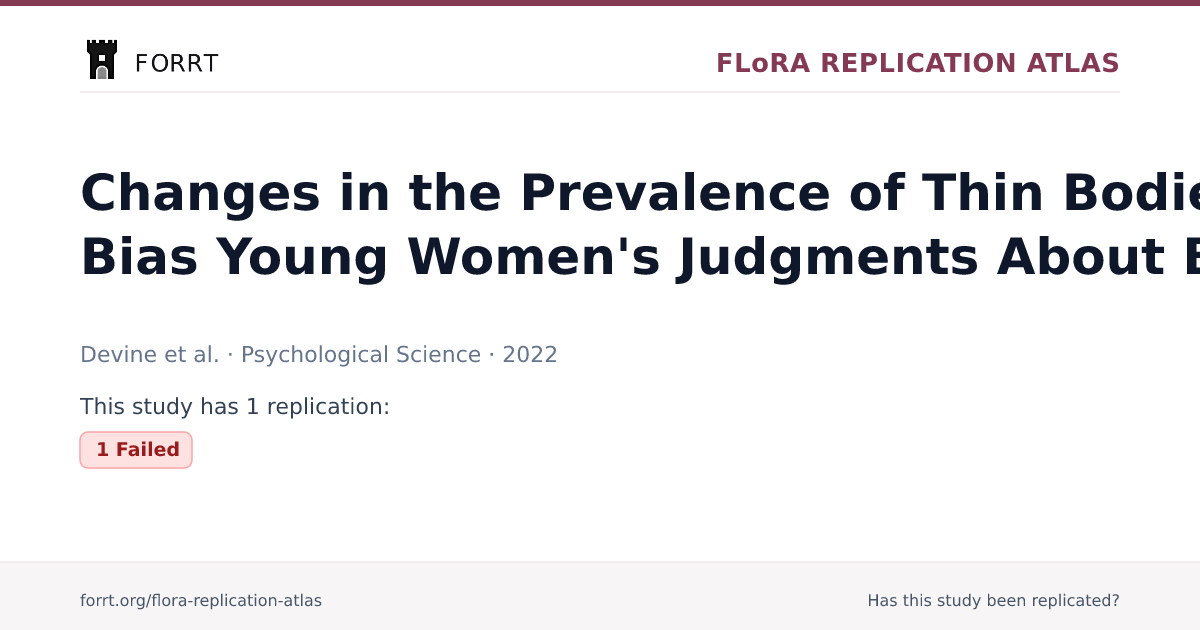 FORRT
FLoRA REPLICATION ATLAS
Changes in the Prevalence of Thin Bodie
Bias Young Women's Judgments About
Devine et al. · Psychological Science · 2022
This study has 1 replication:
1 Failed
forrt.org/flora-replication-atlas
Has this study been replicated?